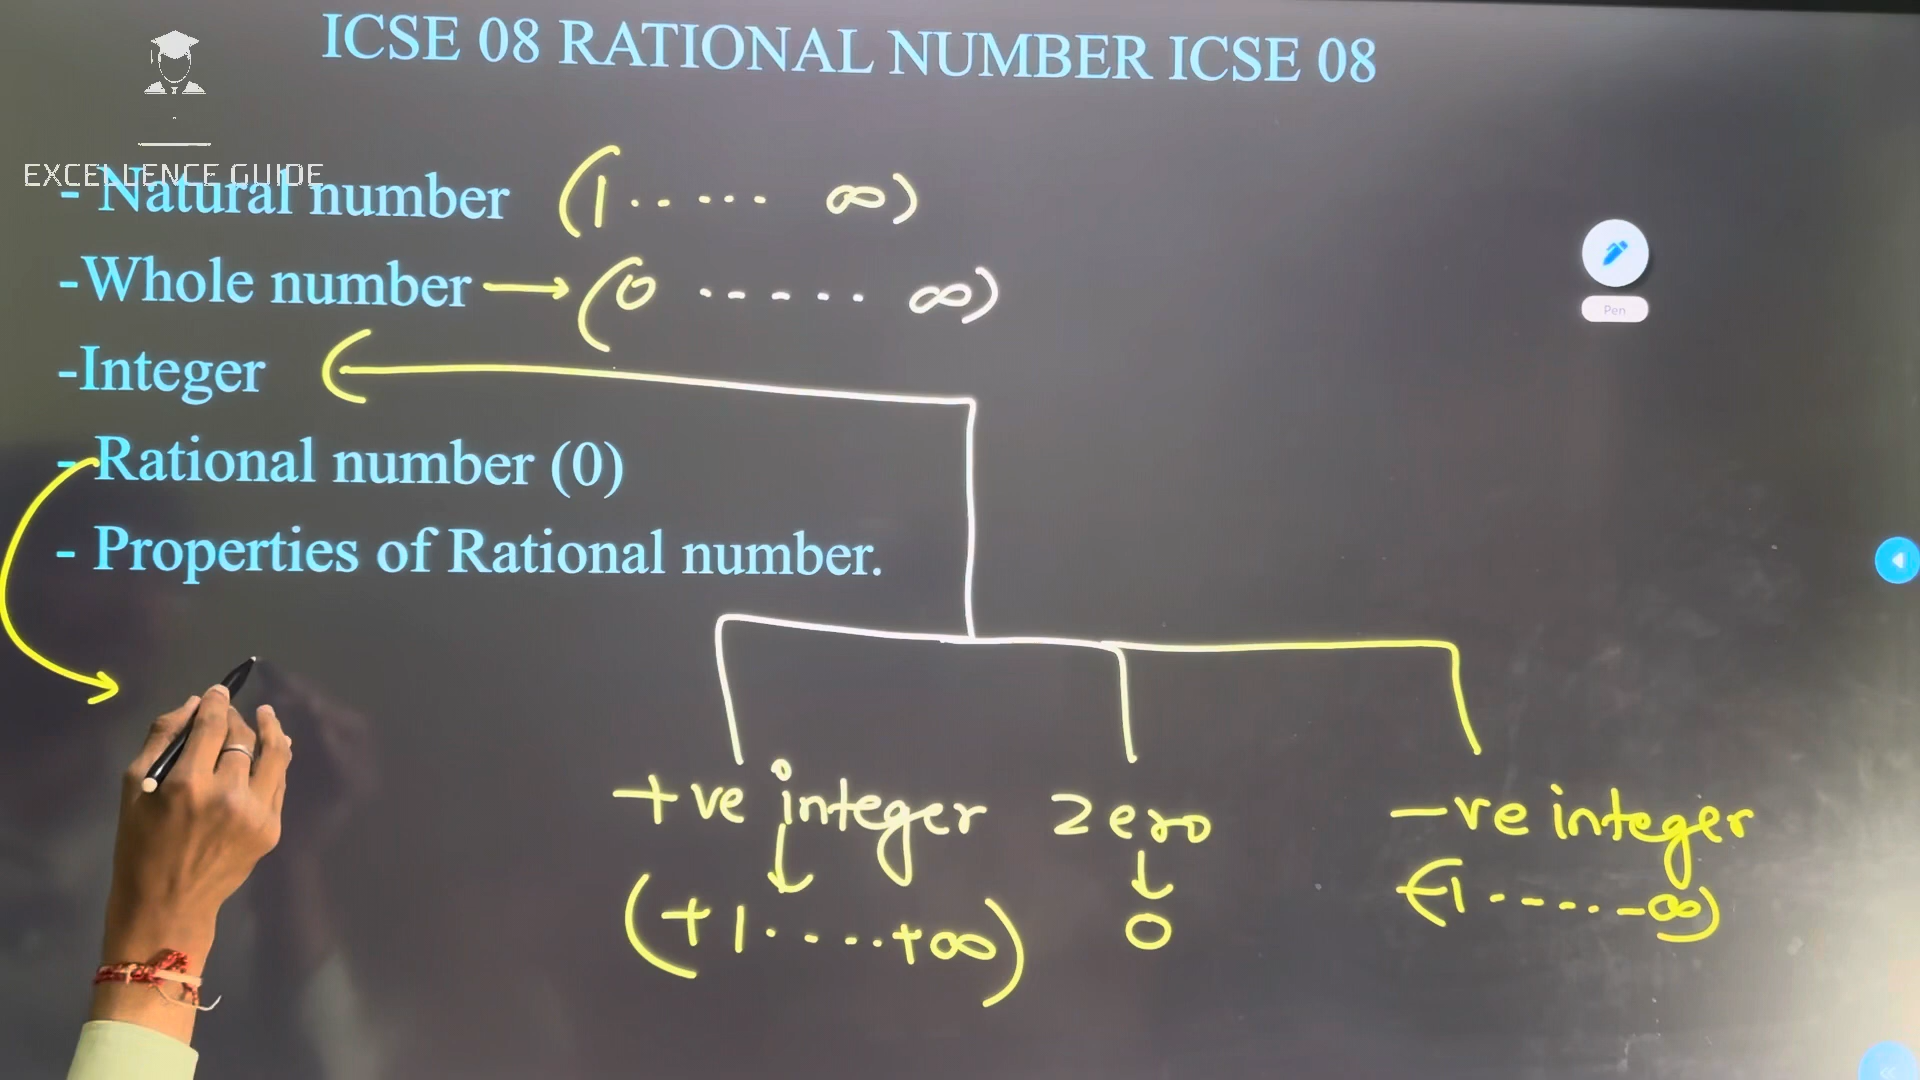 ICSE 08 RATIONAL NUMBER ICSE 08
EXCELLENCE GUIDE
- Natural number (1 ..... ∞)
-Whole number → (0 ..... ∞)
Pen
-Integer
- Rational number (0)
- Properties of Rational number.
+ve integer zero -ve integer
(+1 .... +∞) 0 (-1 ..... -∞)